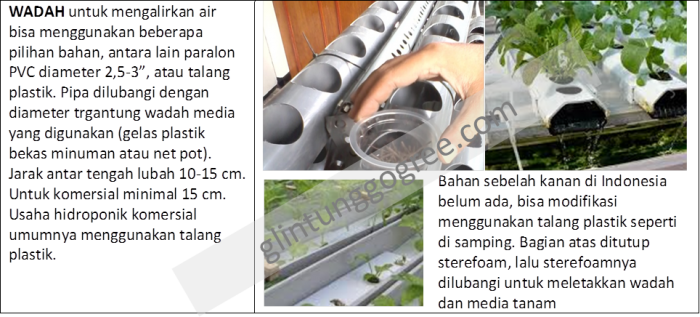 WADAH untuk mengalirkan air
bisa menggunakan beberapa
pilihan bahan, antara lain paralon
PVC diameter 2,5-3”, atau talang
plastik. Pipa dilubangi dengan
diameter trgantung wadah media
yang digunakan (gelas plastik
bekas minuman atau net pot).
Jarak antar tengah lubah 10-15 cm.
Untuk komersial minimal 15 cm.
Usaha hidroponik komersial
umumnya menggunakan talang
plastik.
Bahan sebelah kanan di Indonesia
belum ada, bisa modifikasi
menggunakan talang plastik seperti
di samping. Bagian atas ditutup
sterefoam, lalu sterefoamnya
dilubangi untuk meletakkan wadah
dan media tanam
glintunggogree.com